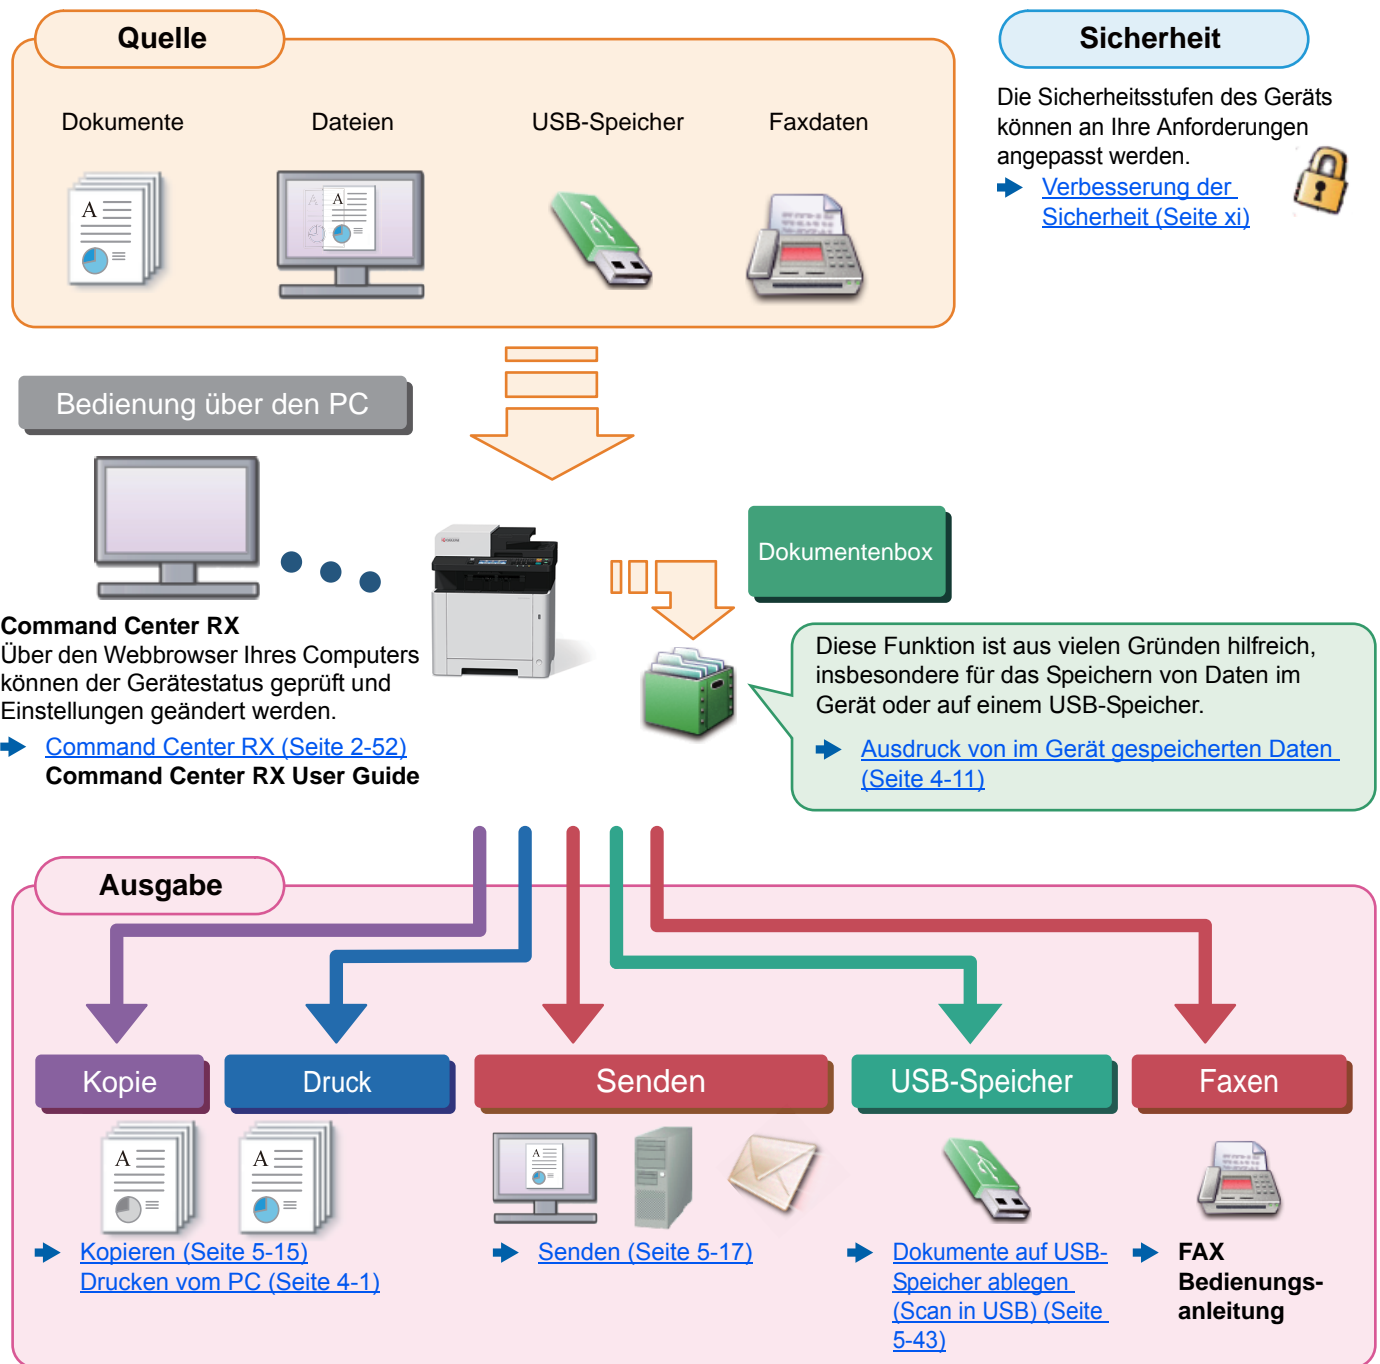 Quelle
Dokumente
Dateien
USB-Speicher
Faxdaten
Sicherheit
Die Sicherheitsstufen des Geräts
können an Ihre Anforderungen
angepasst werden.
Verbesserung der
Sicherheit (Seite xi)
Bedienung über den PC
Command Center RX
Über den Webbrowser Ihres Computers
können der Gerätestatus geprüft und
Einstellungen geändert werden.
Command Center RX (Seite 2-52)
Command Center RX User Guide
Dokumentenbox
Diese Funktion ist aus vielen Gründen hilfreich,
insbesondere für das Speichern von Daten im
Gerät oder auf einem USB-Speicher.
Ausdruck von im Gerät gespeicherten Daten
(Seite 4-11)
Ausgabe
Kopie
Druck
Senden
USB-Speicher
Faxen
Kopieren (Seite 5-15)
Drucken vom PC (Seite 4-1)
Senden (Seite 5-17)
Dokumente auf USB-
Speicher ablegen
(Scan in USB) (Seite
5-43)
FAX
Bedienungs-
anleitung